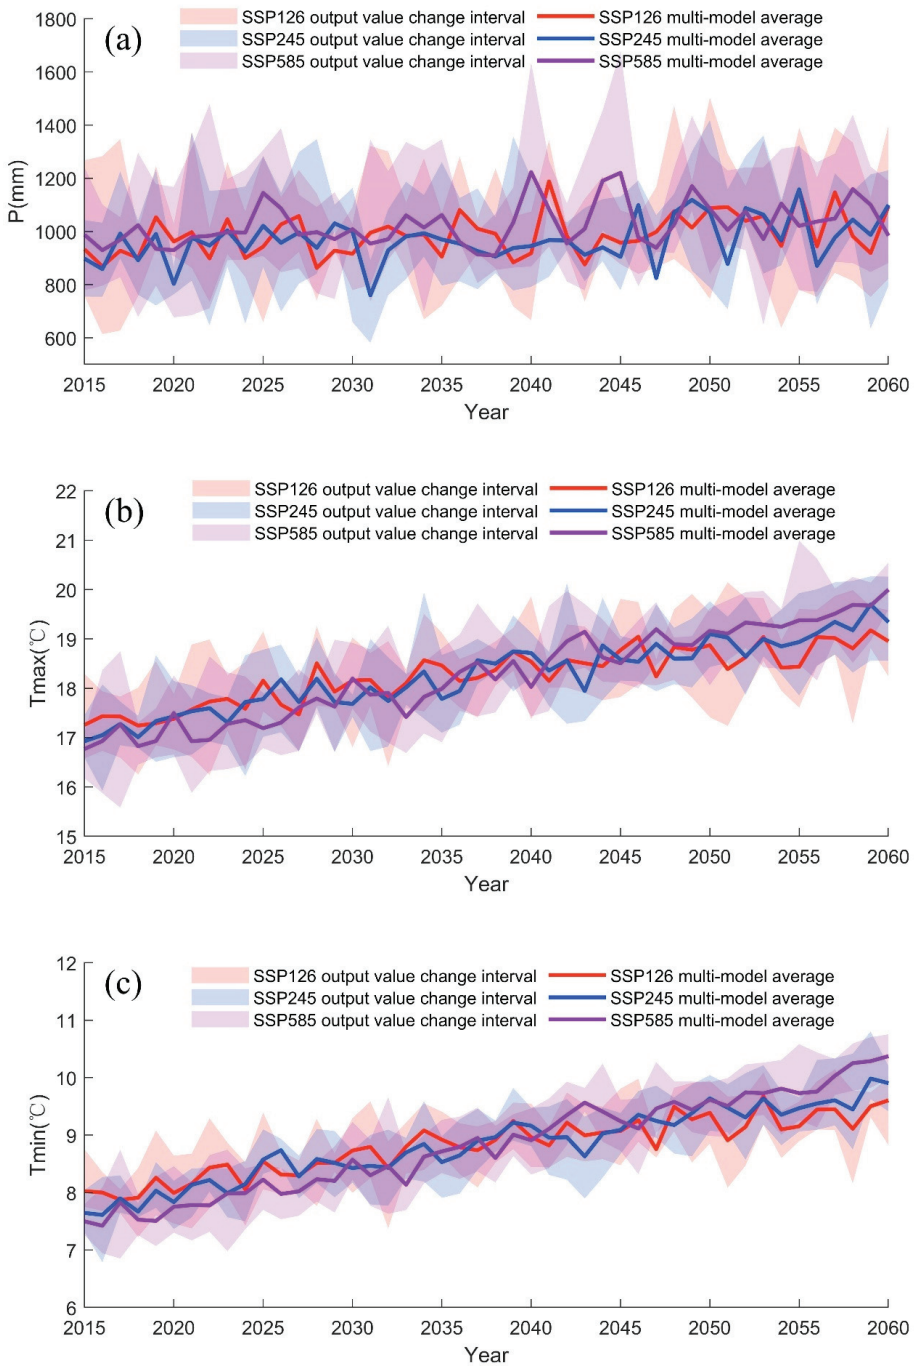 (a)
SSP126 output value change interval SSP126 multi-model average
SSP245 output value change interval SSP245 multi-model average
SSP585 output value change interval SSP585 multi-model average
1800
1600
1400
1200
1000
800
600
P(mm)
2015 2020 2025 2030 2035 2040 2045 2050 2055 2060
Year
(b)
SSP126 output value change interval SSP126 multi-model average
SSP245 output value change interval SSP245 multi-model average
SSP585 output value change interval SSP585 multi-model average
22
21
20
19
18
17
16
15
Tmax(℃)
2015 2020 2025 2030 2035 2040 2045 2050 2055 2060
Year
(c)
SSP126 output value change interval SSP126 multi-model average
SSP245 output value change interval SSP245 multi-model average
SSP585 output value change interval SSP585 multi-model average
12
11
10
9
8
7
6
Tmin(℃)
2015 2020 2025 2030 2035 2040 2045 2050 2055 2060
Year